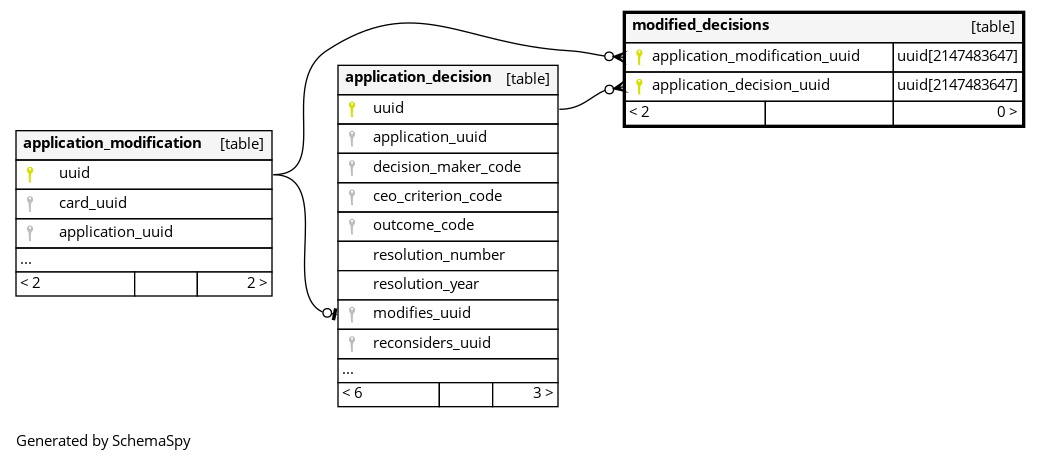 modified_decisions [table]
application_modification_uuid uuid[2147483647]
application_decision_uuid uuid[2147483647]
< 2 0 >
application_decision [table]
uuid
application_uuid
decision_maker_code
ceo_criterion_code
outcome_code
resolution_number
resolution_year
modifies_uuid
reconsiders_uuid
...
< 6 3 >
application_modification [table]
uuid
card_uuid
application_uuid
...
< 2 2 >
Generated by SchemaSpy